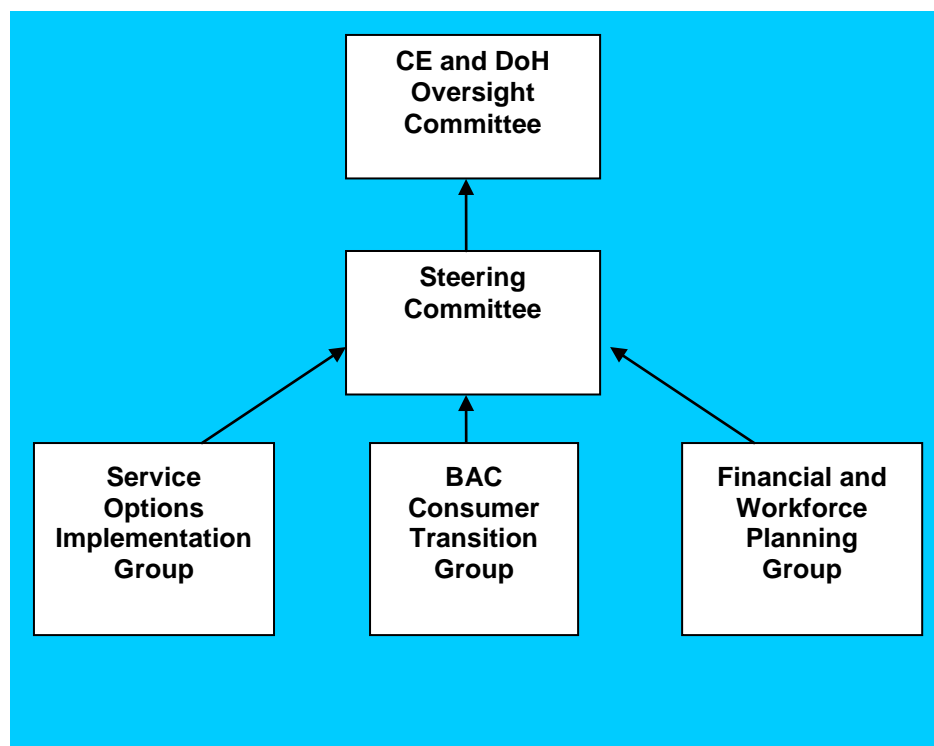 CE and DoH
Oversight
Committee
Steering
Committee
Service
Options
Implementation
Group
BAC
Consumer
Transition
Group
Financial and
Workforce
Planning
Group